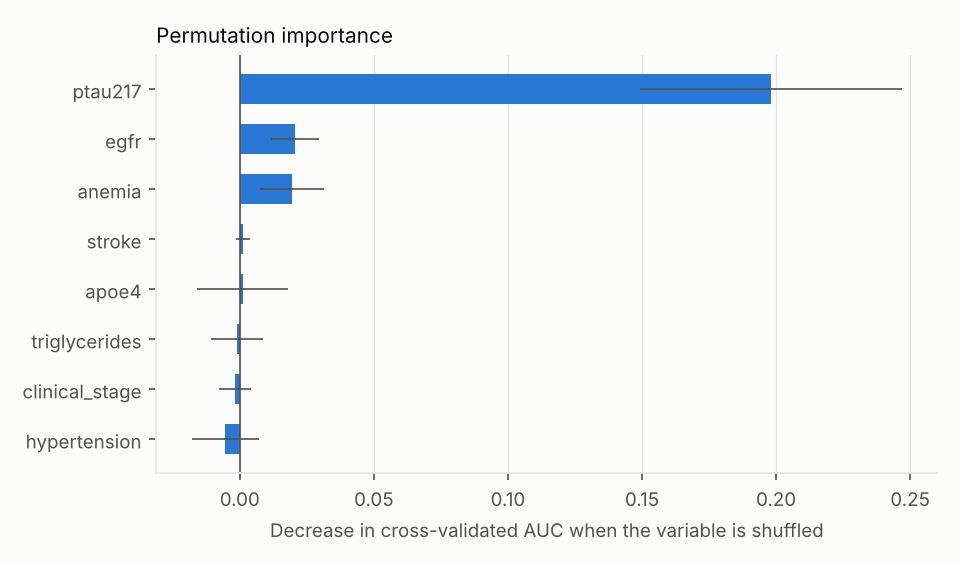 Permutation importance
ptau217
egfr
anemia
stroke
apoe4
triglycerides
clinical_stage
hypertension
0.00 0.05 0.10 0.15 0.20 0.25
Decrease in cross-validated AUC when the variable is shuffled